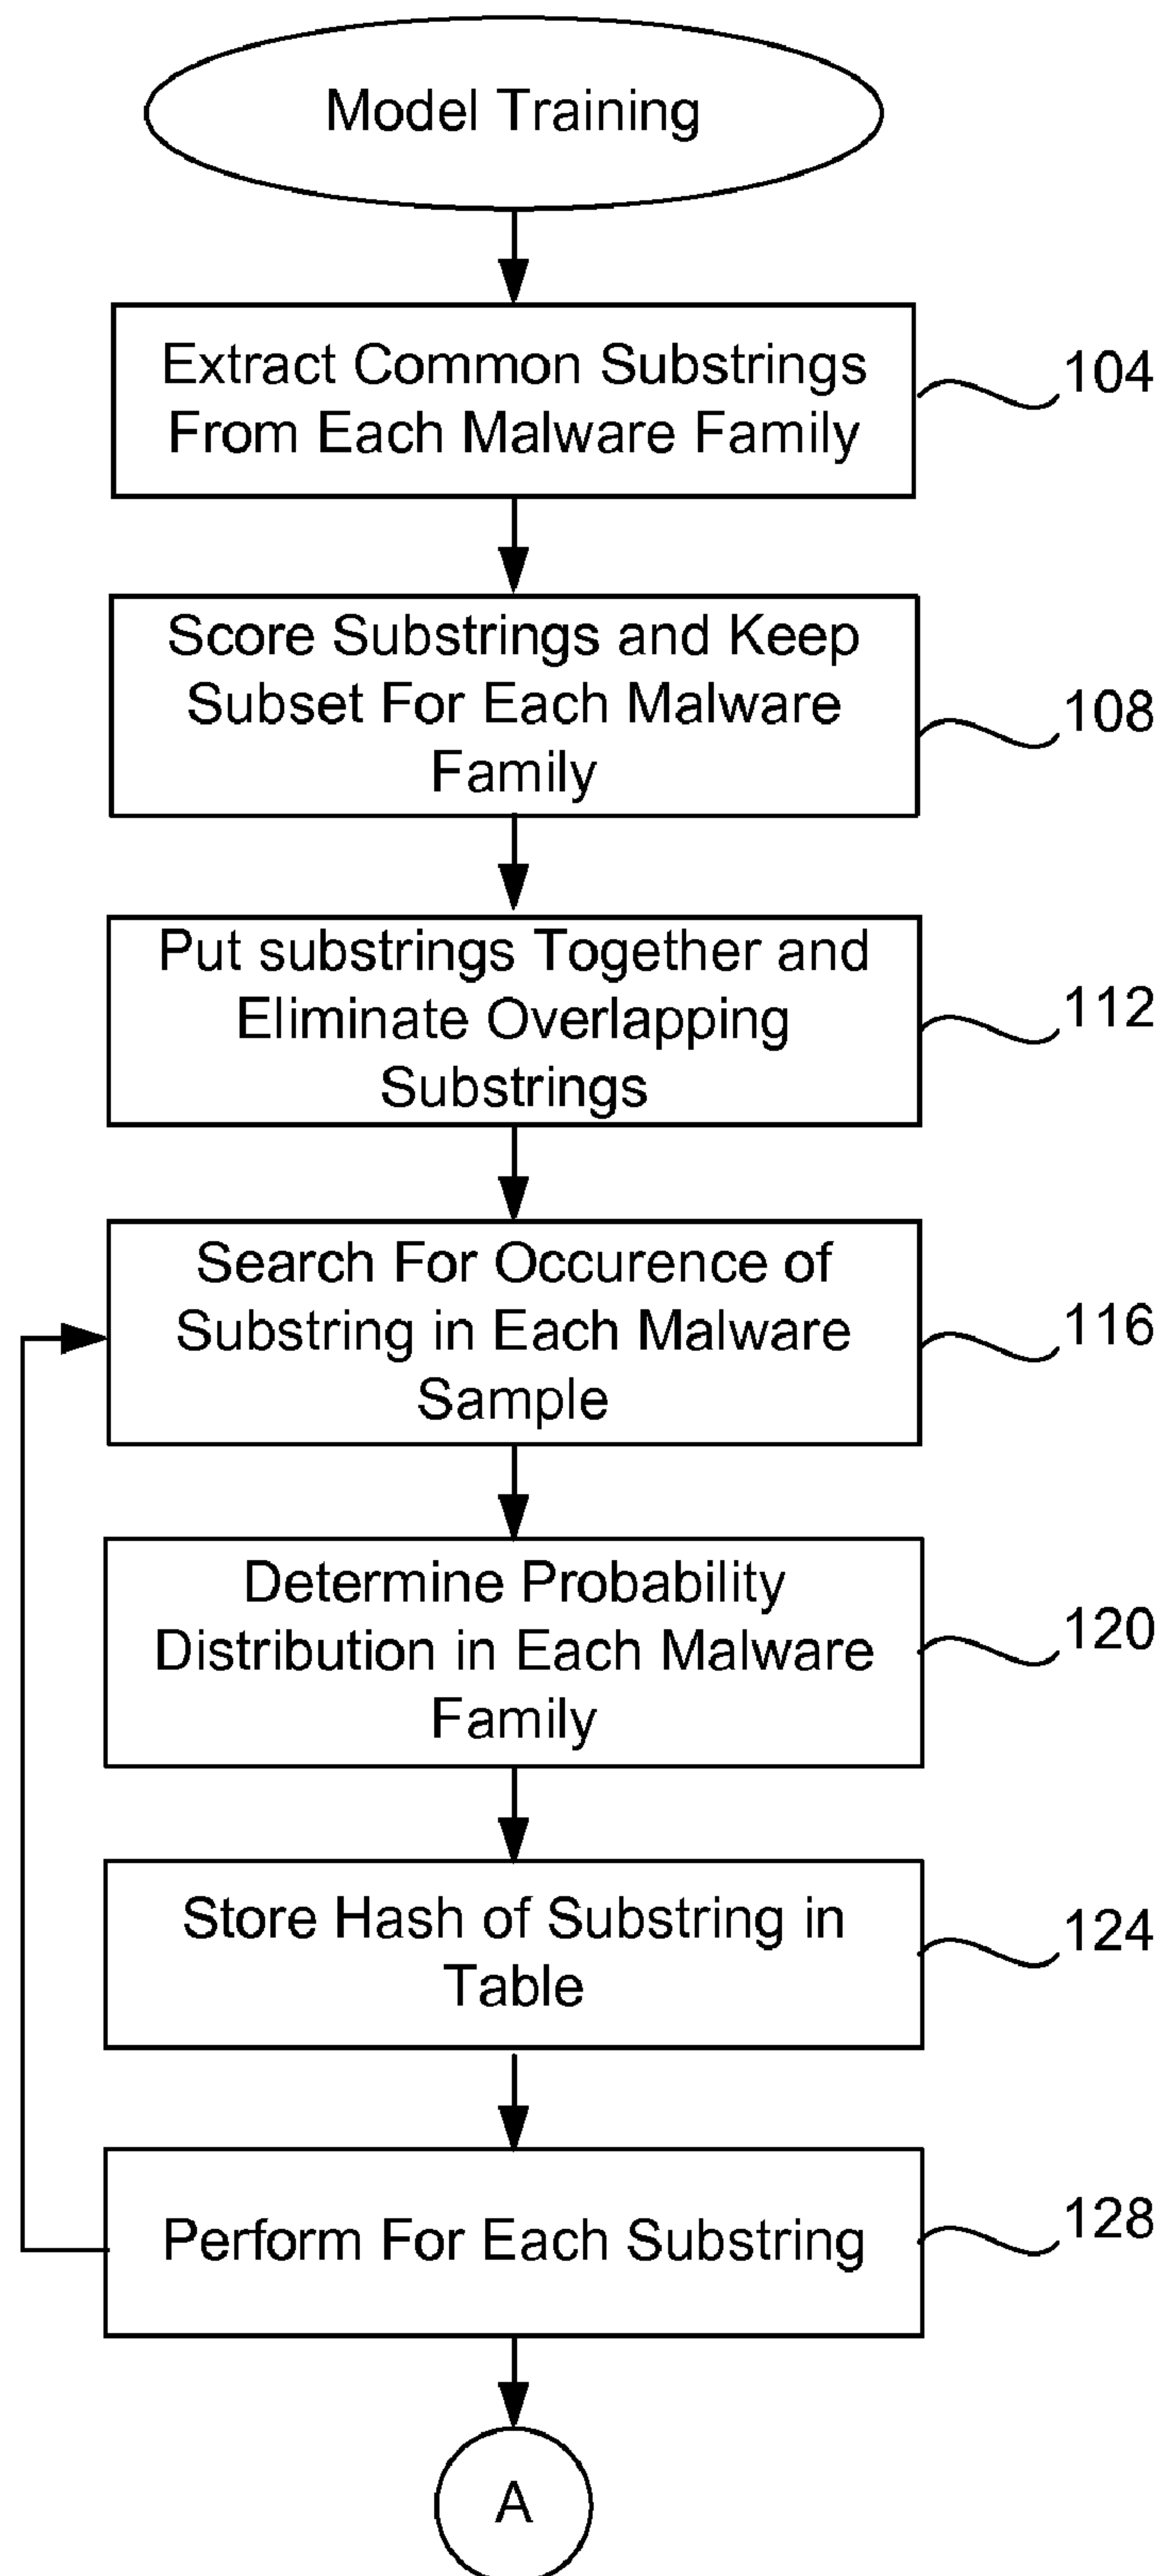 Model Training
Extract Common Substrings
From Each Malware Family
104
Score Substrings and Keep
Subset For Each Malware
Family
108
Put substrings Together and
Eliminate Overlapping
Substrings
112
Search For Occurence of
Substring in Each Malware
Sample
116
Determine Probability
Distribution in Each Malware
Family
120
Store Hash of Substring in
Table
124
Perform For Each Substring
128
A